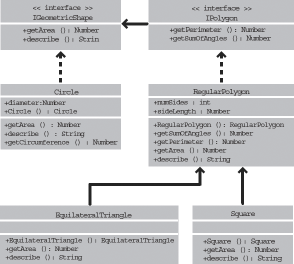 << interface >>
IGeometricShape
+getArea (): Number
+describe () : Strin
<< interface >>
IPolygon
+getPerimeter (): Number
+getSumOfAngles (): Number
Circle
+diameter:Number
+Circle () : Circle
+getArea () : Number
+describe () : String
+getCircumference () : Number
RegularPolygon
+numSides : int
+sideLength : Number
+RegularPolygon (): RegularPolygon
+getSumOfAngles (): Number
+getPerimeter (): Number
+getArea (): Number
+describe (): String
EquilateralTriangle
+EquilateralTriangle (): EquilateralTriangle
+getArea (): Number
+describe (): String
Square
+Square (): Square
+getArea (): Number
+describe (): String